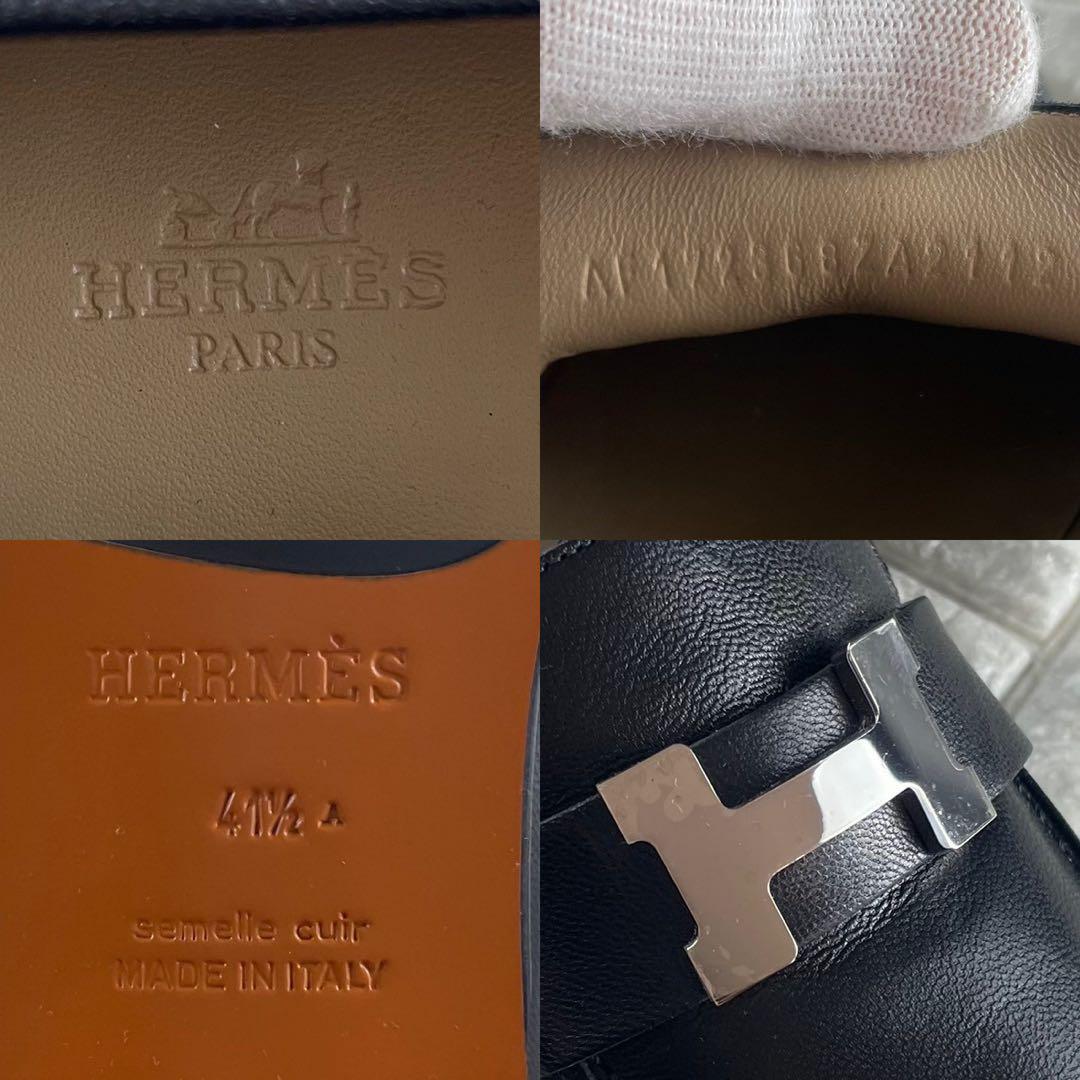 HERMÈS
PARIS
HERMÈS
41½ A
semelle cuir
MADE IN ITALY